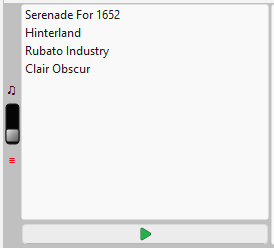 Serenade For 1652
Hinterland
Rubato Industry
Clair Obscur